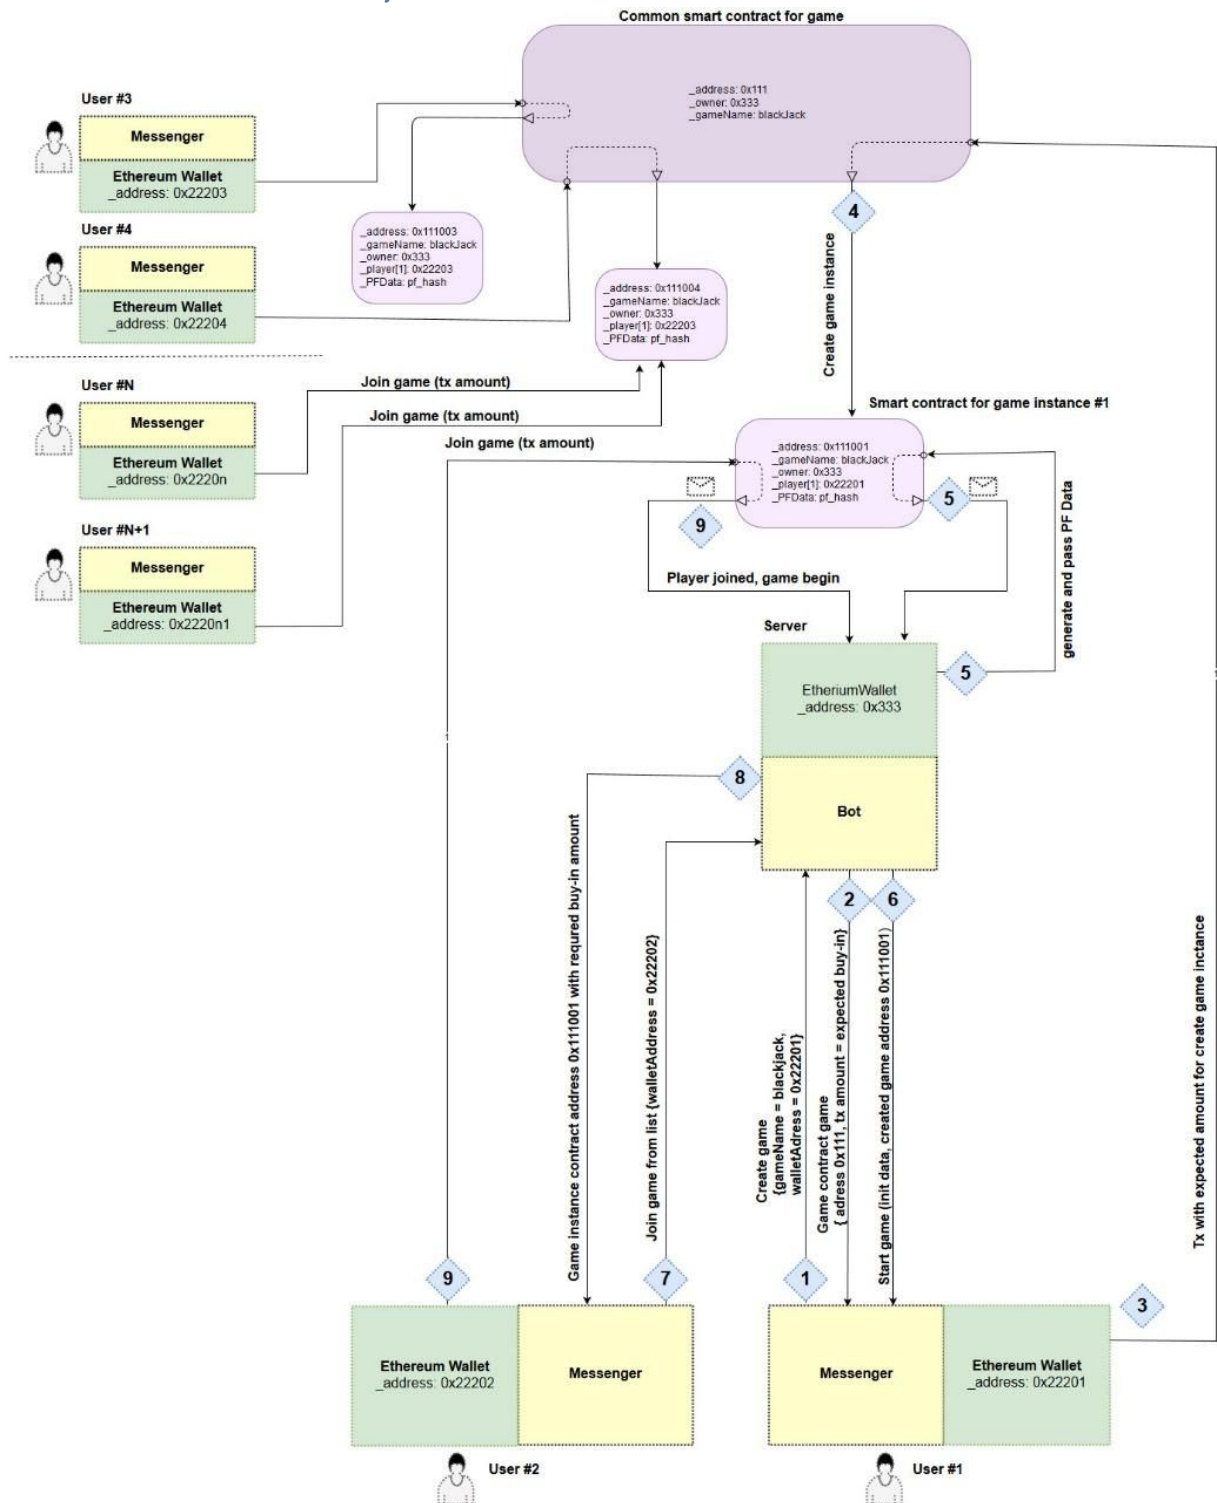 Common smart contract for game
_address: 0x111
_owner: 0x333
_gameName: blackJack
User #3
Messenger
Ethereum Wallet
_address: 0x22203
User #4
Messenger
Ethereum Wallet
_address: 0x22204
_address: 0x111003
_gameName: blackJack
_owner: 0x333
_player[1]: 0x22203
_PFData: pf_hash
_address: 0x111004
_gameName: blackJack
_owner: 0x333
_player[1]: 0x22203
_PFData: pf_hash
4
Create game instance
User #N
Messenger
Ethereum Wallet
_address: 0x2220n
Join game (tx amount)
Join game (tx amount)
Join game (tx amount)
User #N+1
Messenger
Ethereum Wallet
_address: 0x2220n1
Smart contract for game instance #1
_address: 0x111001
_gameName: blackJack
_owner: 0x333
_player[1]: 0x22201
_PFData: pf_hash
9
5
Player joined, game begin
generate and pass PF Data
Server
EtheriumWallet
_address: 0x333
5
Bot
8
2
6
Game instance contract address 0x111001 with requred buy-in amount
Join game from list {walletAddress = 0x22202}
Create game
{gameName = blackjack,
walletAdress = 0x22201}
Game contract game
{ adress 0x111, tx amount = expected buy-in}
Start game (init data, created game address 0x111001)
Tx with expected amount for create game inctance
9
7
1
3
Ethereum Wallet
_address: 0x22202
Messenger
Messenger
Ethereum Wallet
_address: 0x22201
User #2
User #1